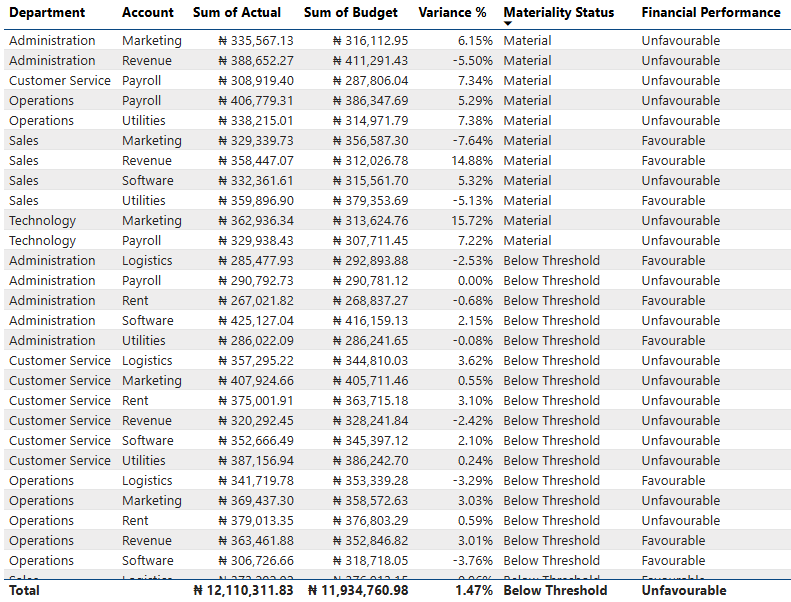 Department Account Sum of Actual Sum of Budget Variance % Materiality Status Financial Performance
Administration Marketing ₦ 335,567.13 ₦ 316,112.95 6.15% Material Unfavourable
Administration Revenue ₦ 388,652.27 ₦ 411,291.43 -5.50% Material Unfavourable
Customer Service Payroll ₦ 308,919.40 ₦ 287,806.04 7.34% Material Unfavourable
Operations Payroll ₦ 406,779.31 ₦ 386,347.69 5.29% Material Unfavourable
Operations Utilities ₦ 338,215.01 ₦ 314,971.79 7.38% Material Unfavourable
Sales Marketing ₦ 329,339.73 ₦ 356,587.30 -7.64% Material Favourable
Sales Revenue ₦ 358,447.07 ₦ 312,026.78 14.88% Material Favourable
Sales Software ₦ 332,361.61 ₦ 315,561.70 5.32% Material Unfavourable
Sales Utilities ₦ 359,896.90 ₦ 379,353.69 -5.13% Material Favourable
Technology Marketing ₦ 362,936.34 ₦ 313,624.76 15.72% Material Unfavourable
Technology Payroll ₦ 329,938.43 ₦ 307,711.45 7.22% Material Unfavourable
Administration Logistics ₦ 285,477.93 ₦ 292,893.88 -2.53% Below Threshold Favourable
Administration Payroll ₦ 290,792.73 ₦ 290,781.12 0.00% Below Threshold Unfavourable
Administration Rent ₦ 267,021.82 ₦ 268,837.27 -0.68% Below Threshold Favourable
Administration Software ₦ 425,127.04 ₦ 416,159.13 2.15% Below Threshold Unfavourable
Administration Utilities ₦ 286,022.09 ₦ 286,241.65 -0.08% Below Threshold Favourable
Customer Service Logistics ₦ 357,295.22 ₦ 344,810.03 3.62% Below Threshold Unfavourable
Customer Service Marketing ₦ 407,924.66 ₦ 405,711.46 0.55% Below Threshold Unfavourable
Customer Service Rent ₦ 375,001.91 ₦ 363,715.18 3.10% Below Threshold Unfavourable
Customer Service Revenue ₦ 320,292.45 ₦ 328,241.84 -2.42% Below Threshold Unfavourable
Customer Service Software ₦ 352,666.49 ₦ 345,397.12 2.10% Below Threshold Unfavourable
Customer Service Utilities ₦ 387,156.94 ₦ 386,242.70 0.24% Below Threshold Unfavourable
Operations Logistics ₦ 341,719.78 ₦ 353,339.28 -3.29% Below Threshold Favourable
Operations Marketing ₦ 369,437.30 ₦ 358,572.63 3.03% Below Threshold Unfavourable
Operations Rent ₦ 379,013.35 ₦ 376,803.29 0.59% Below Threshold Unfavourable
Operations Revenue ₦ 363,461.88 ₦ 352,846.82 3.01% Below Threshold Favourable
Operations Software ₦ 306,726.66 ₦ 318,718.05 -3.76% Below Threshold Favourable
Total ₦ 12,110,311.83 ₦ 11,934,760.98 1.47% Below Threshold Unfavourable